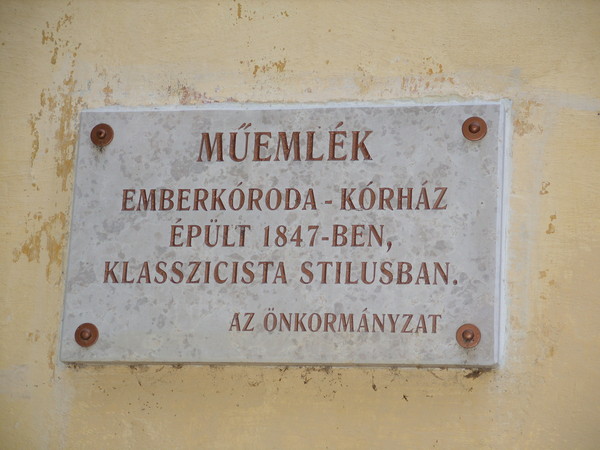 MŰEMLÉK
EMBERKÓRODA - KÓRHÁZ
ÉPÜLT 1847-BEN,
KLASSZICISTA STILUSBAN.
AZ ÖNKORMÁNYZAT